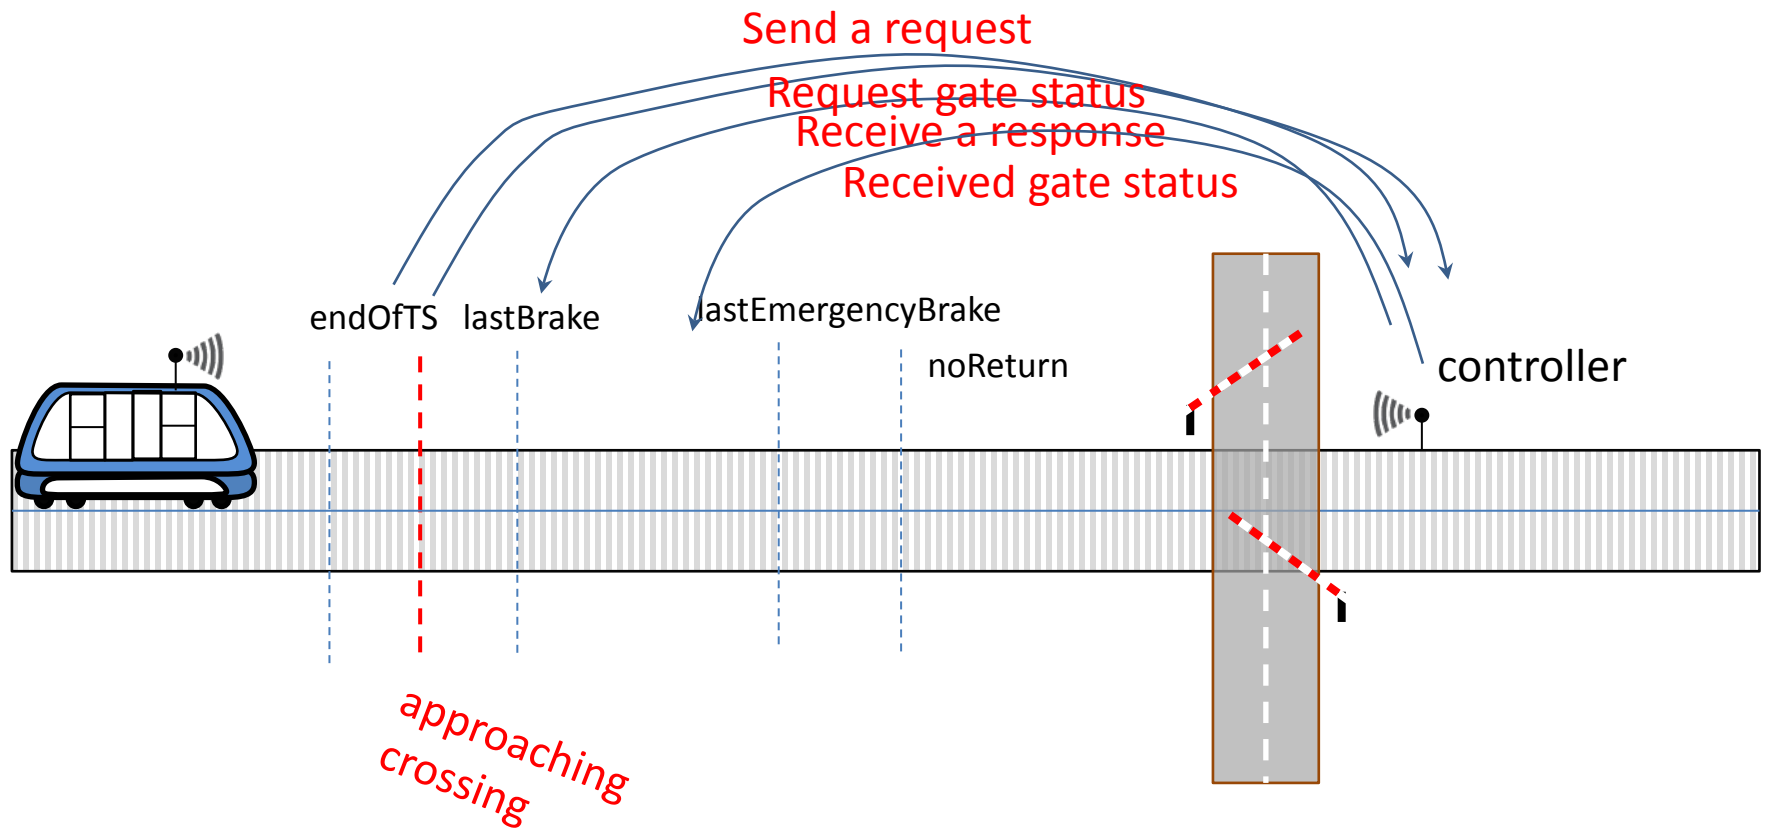 Send a request
Request gate status
Receive a response
Received gate status
endOfTS
lastBrake
lastEmergencyBrake
noReturn
controller
approaching
crossing